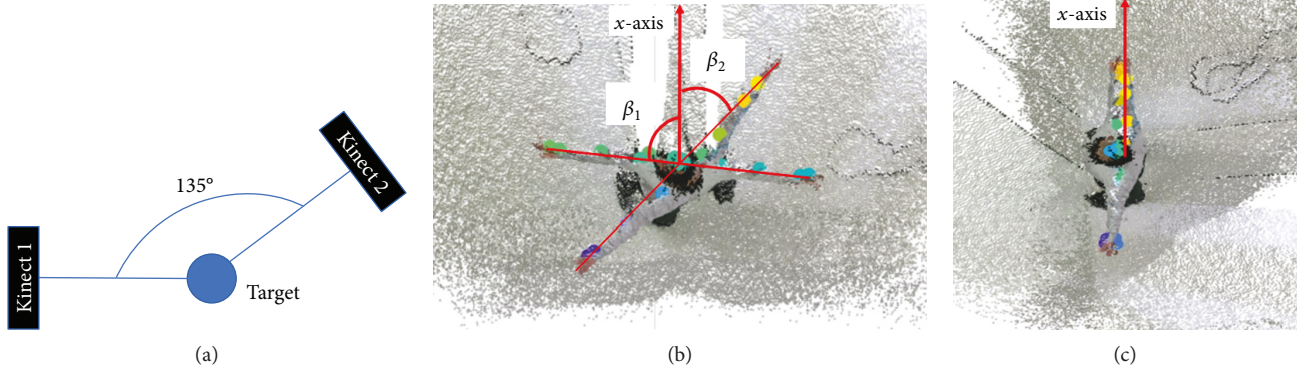 Kinect 1
135°
Kinect 2
Target
(a)
x-axis
β1
β2
(b)
x-axis
(c)